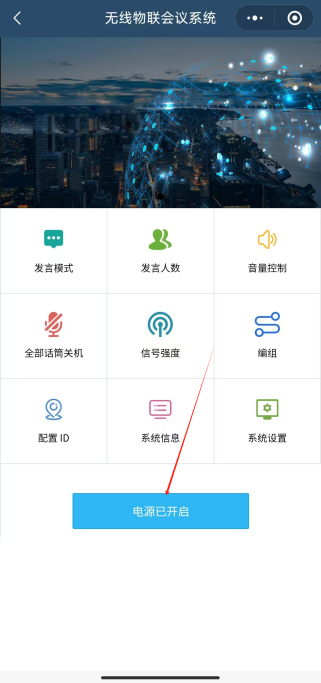 无线物联会议系统
发言模式
发言人数
音量控制
全部话筒关机
信号强度
编组
配置 ID
系统信息
系统设置
电源已开启